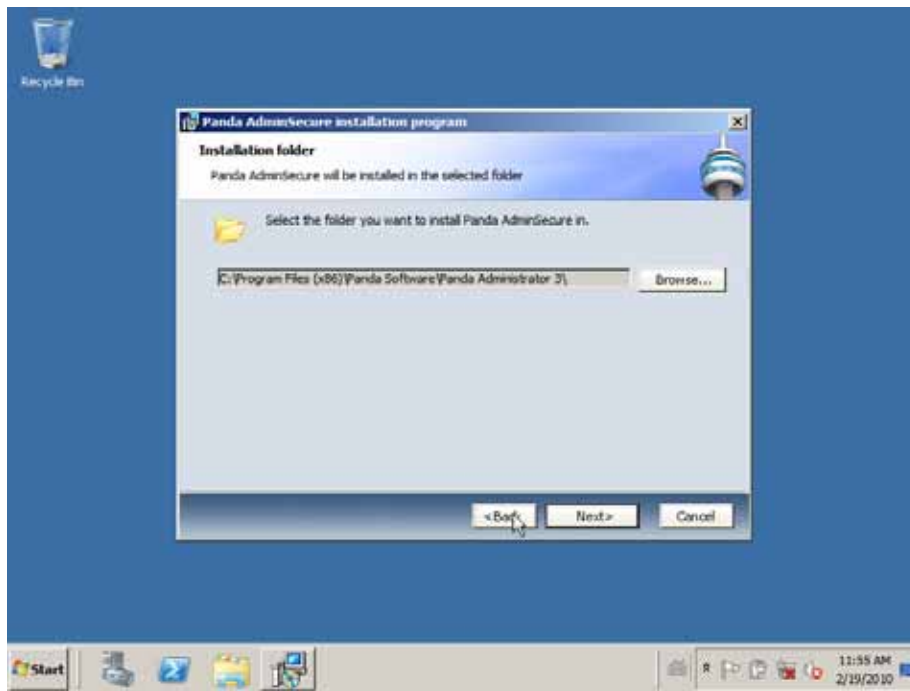 Recycle Bin
Panda AdminSecure installation program
Installation folder
Panda AdminSecure will be installed in the selected folder
Select the folder you want to install Panda AdminSecure in.
C:\Program Files (x86)\Panda Software\Panda Administrator 3\
Browse...
<Back
Next>
Cancel
Start
11:55 AM
2/19/2010